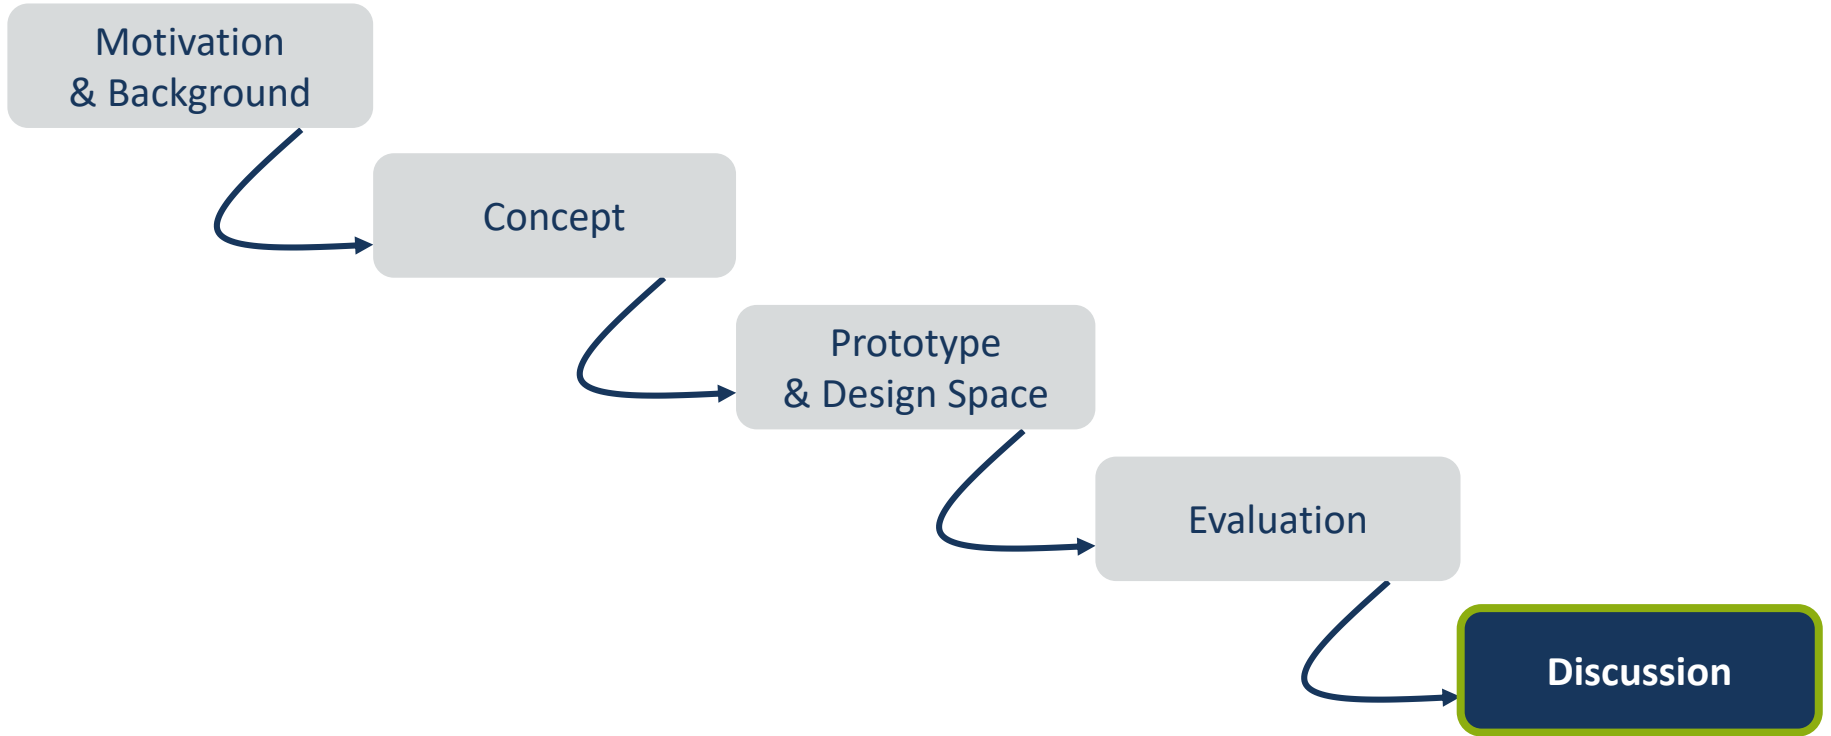 Motivation
& Background
Concept
Prototype
& Design Space
Evaluation
Discussion